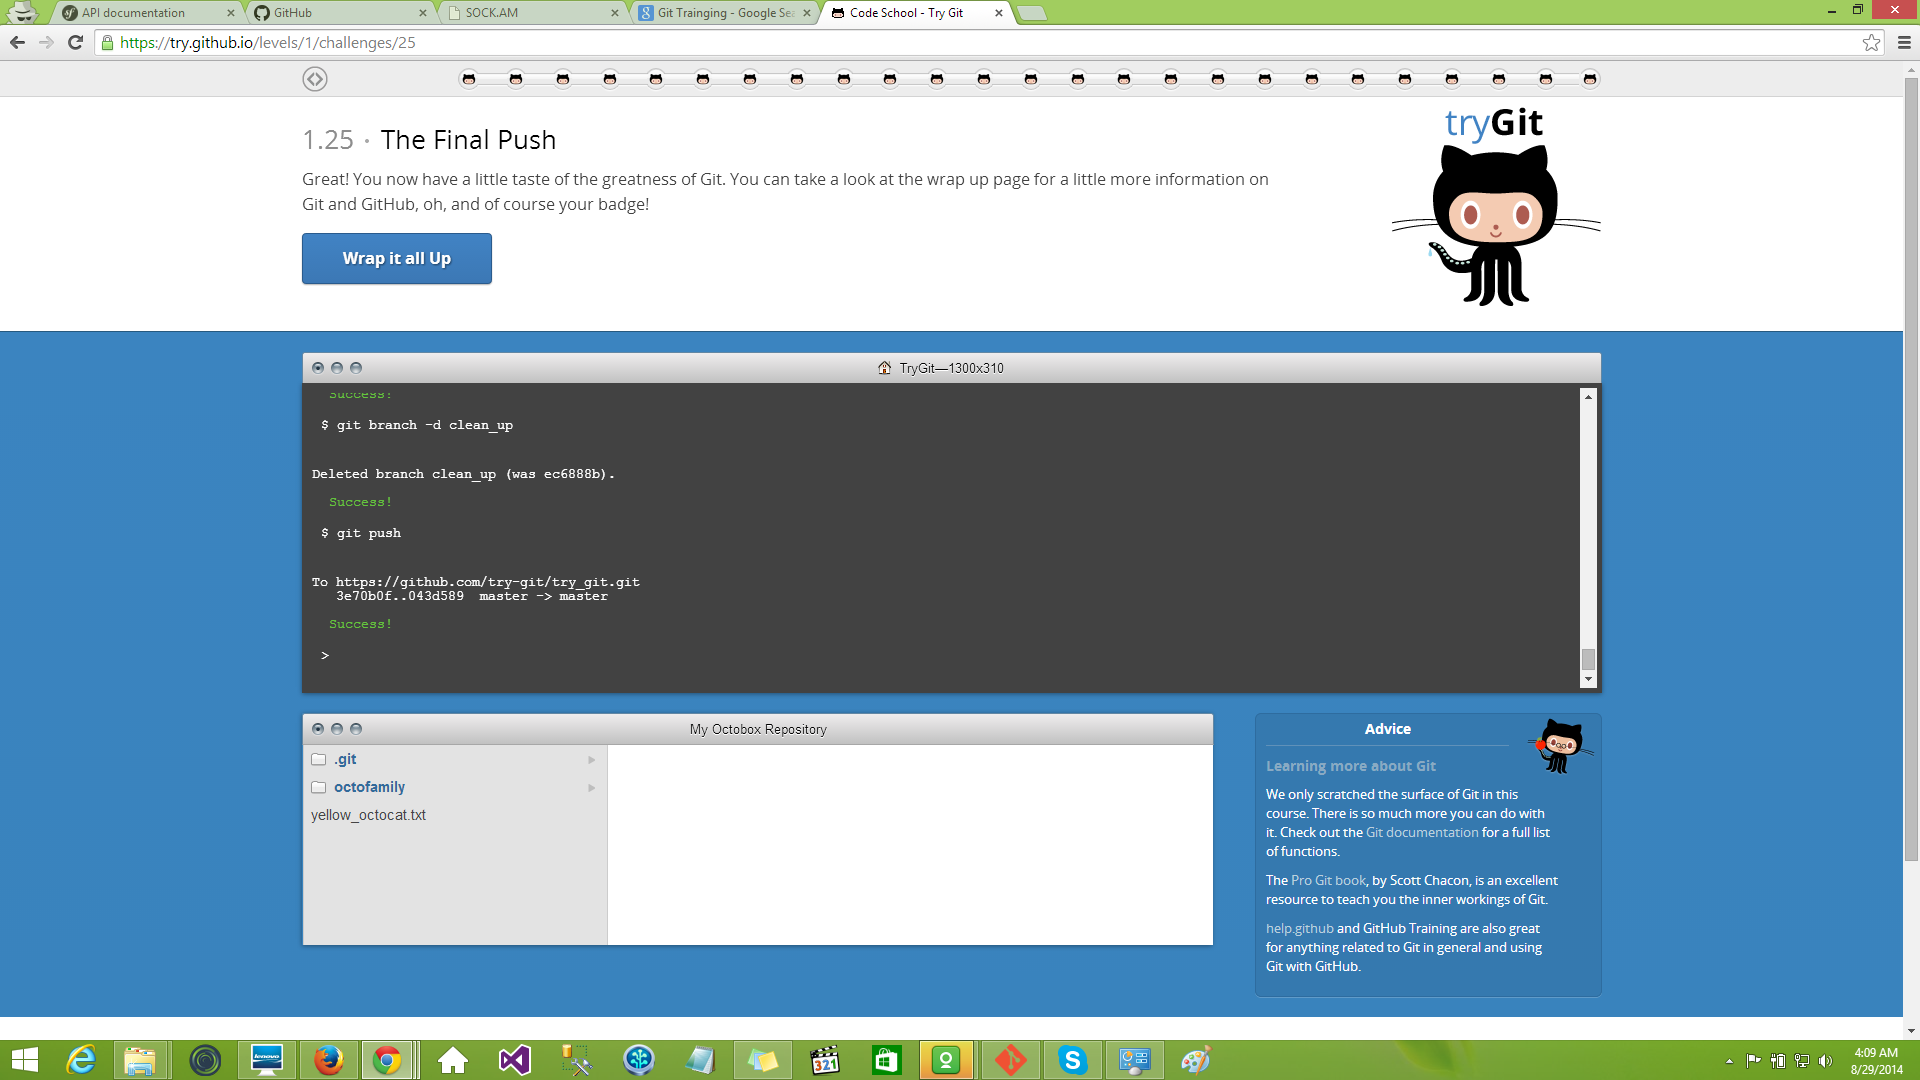 API documentation
GitHub
SOCK.AM
Git Trainging - Google Sea
Code School - Try Git
https://try.github.io/levels/1/challenges/25
tryGit
1.25 · The Final Push
Great! You now have a little taste of the greatness of Git. You can take a look at the wrap up page for a little more information on
Git and GitHub, oh, and of course your badge!
Wrap it all Up
TryGit—1300x310
Success!
$ git branch -d clean_up
Deleted branch clean_up (was ec6888b).
Success!
$ git push
To https://github.com/try-git/try_git.git
3e70b0f..043d589  master -> master
Success!
>
My Octobox Repository
.git
octofamily
yellow_octocat.txt
Advice
Learning more about Git
We only scratched the surface of Git in this
course. There is so much more you can do with
it. Check out the Git documentation for a full list
of functions.
The Pro Git book, by Scott Chacon, is an excellent
resource to teach you the inner workings of Git.
help.github and GitHub Training are also great
for anything related to Git in general and using
Git with GitHub.
lenovo
321
4:09 AM
8/29/2014